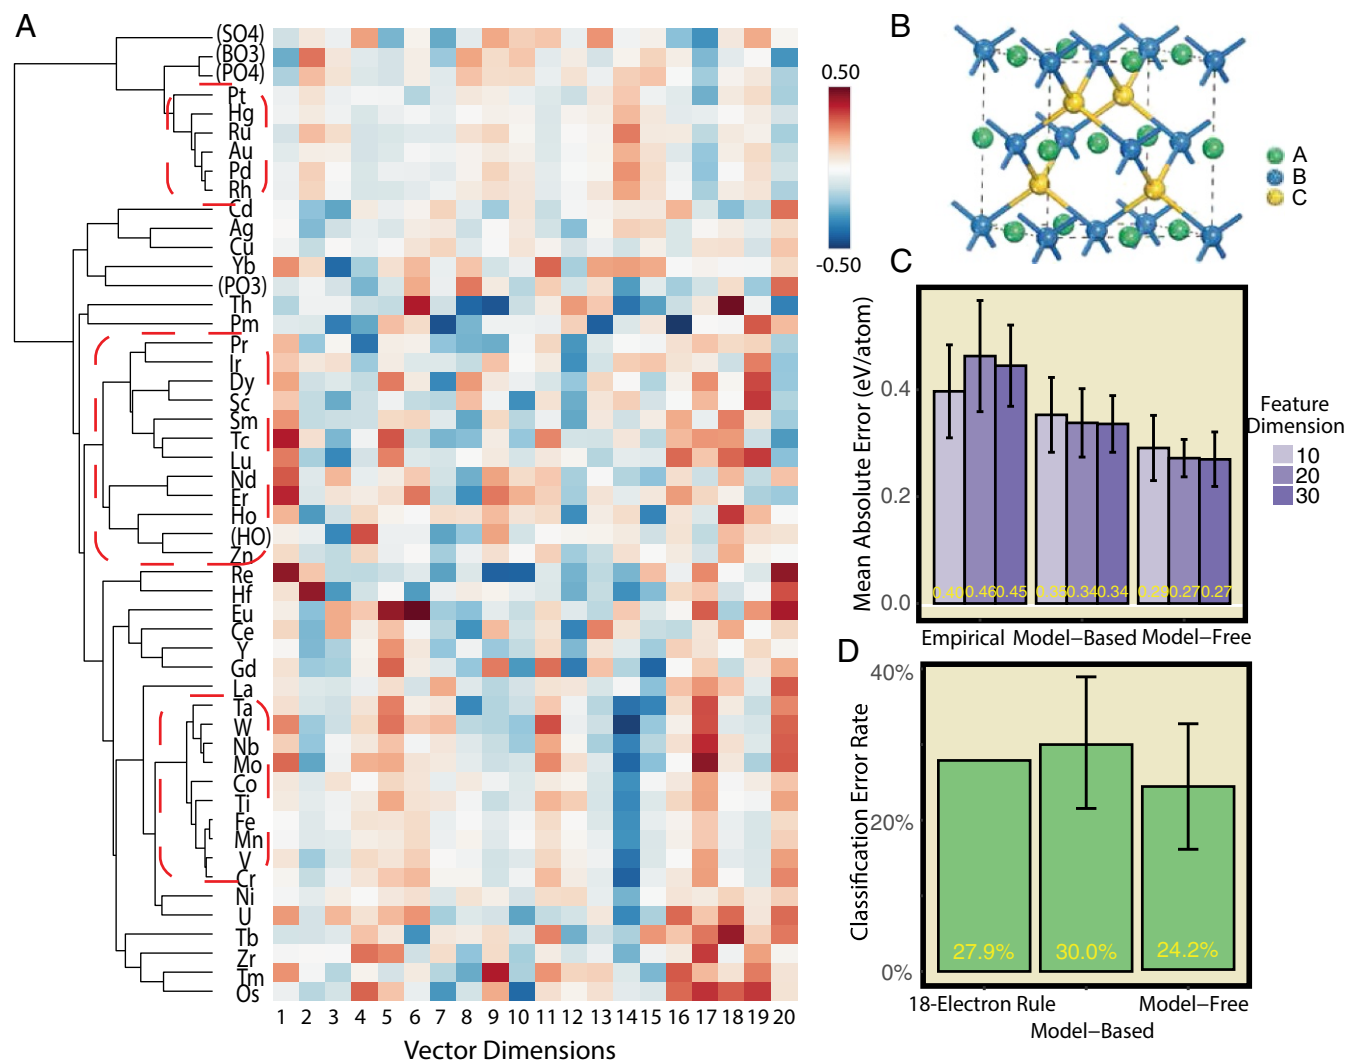 A
(SO4)
(BO3)
(PO4)
Pt
Hg
Ru
Au
Pd
Rh
Cd
Ag
Cu
Yb
(PO3)
Th
Pm
Pr
Ir
Dy
Sc
Sm
Tc
Lu
Nd
Er
Ho
(HO)
Zn
Re
Hf
Eu
Ce
Y
Gd
La
Ta
W
Nb
Mo
Co
Ti
Fe
Mn
V
Cr
Ni
U
Tb
Zr
Tm
Os
1 2 3 4 5 6 7 8 9 10 11 12 13 14 15 16 17 18 19 20
Vector Dimensions
0.50
-0.50
B
A
B
C
C
Mean Absolute Error (eV/atom)
0.4
0.2
0.0
0.40 0.46 0.45 0.35 0.34 0.34 0.29 0.27 0.27
Empirical Model−Based Model−Free
Feature
Dimension
10
20
30
D
Classification Error Rate
40%
20%
0%
27.9% 30.0% 24.2%
18-Electron Rule Model−Free
Model−Based